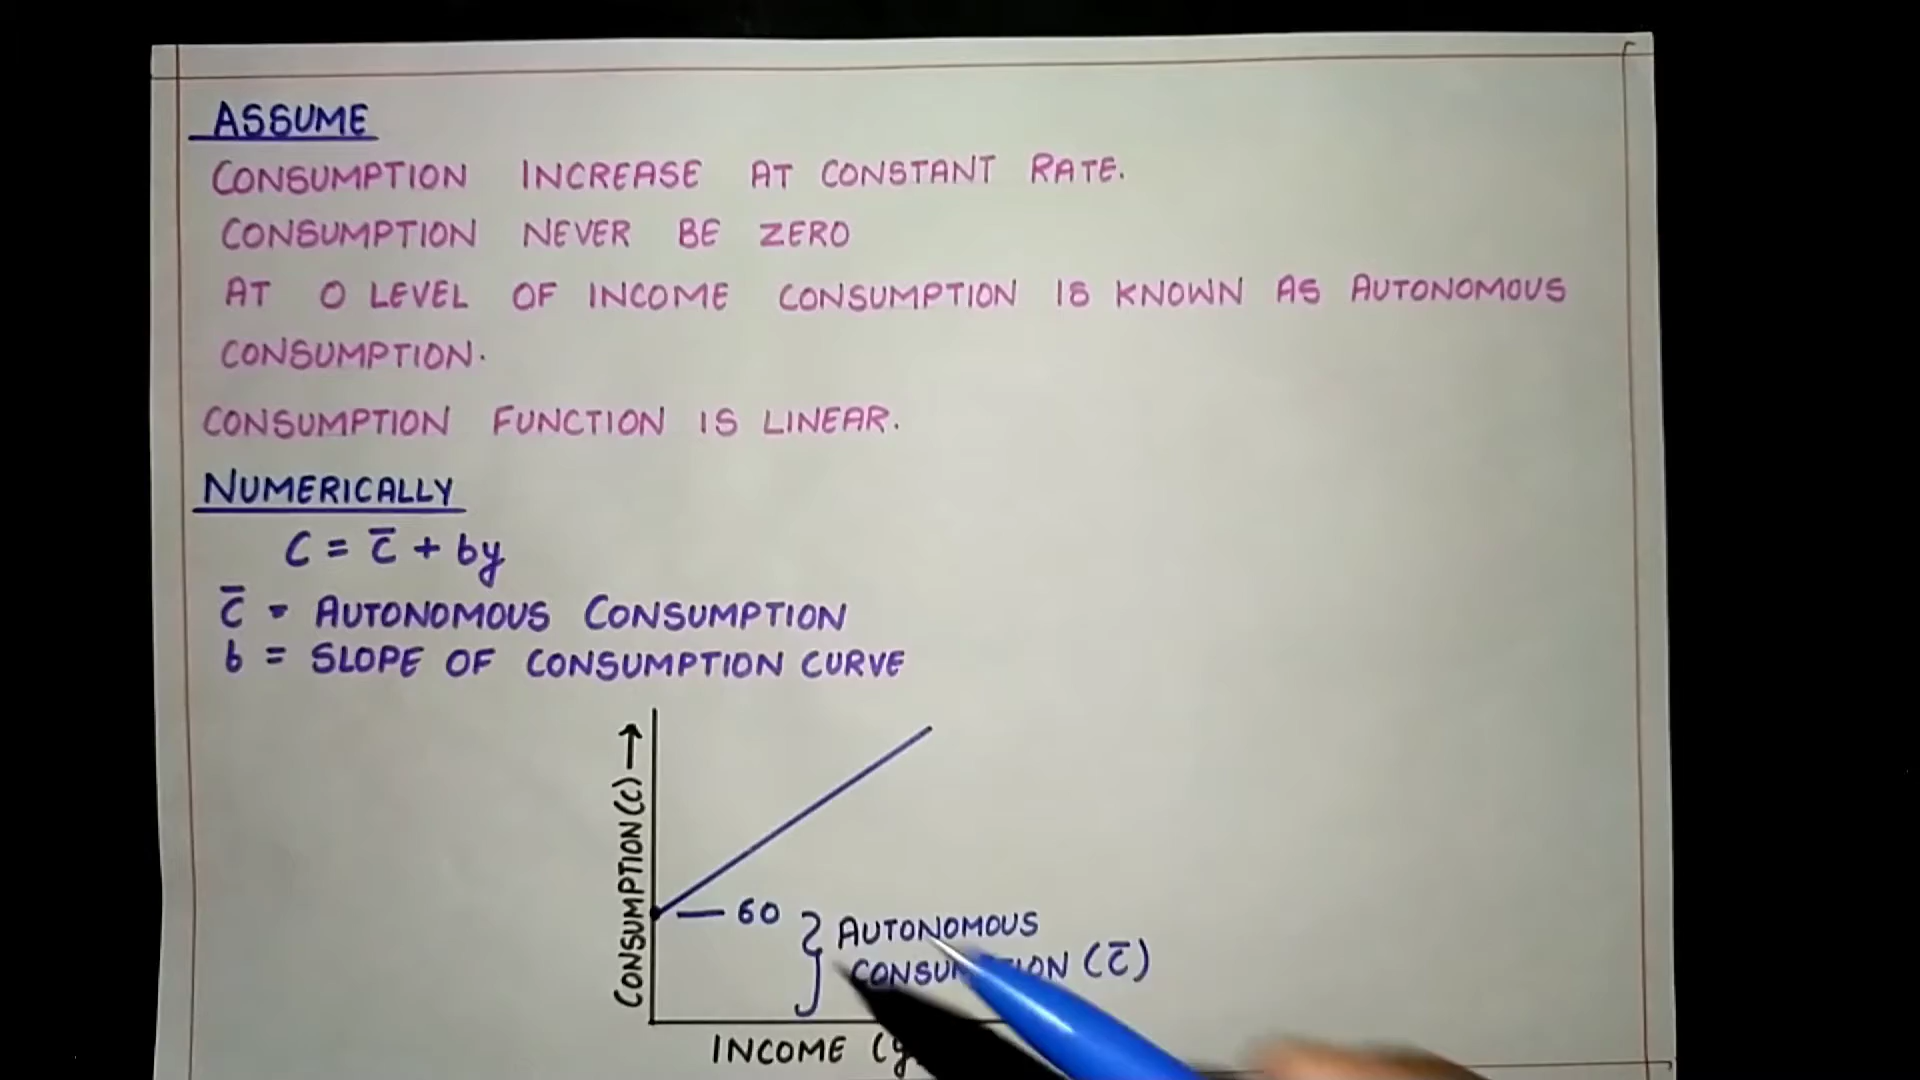 ASSUME
CONSUMPTION INCREASE AT CONSTANT RATE.
CONSUMPTION NEVER BE ZERO
AT 0 LEVEL OF INCOME CONSUMPTION IS KNOWN AS AUTONOMOUS
CONSUMPTION.
CONSUMPTION FUNCTION IS LINEAR.
NUMERICALLY
C = c̄ + by
c̄ - AUTONOMOUS CONSUMPTION
b = SLOPE OF CONSUMPTION CURVE
CONSUMPTION (C) →
— 60
AUTONOMOUS
CONSUMPTION (c̄)
INCOME (y